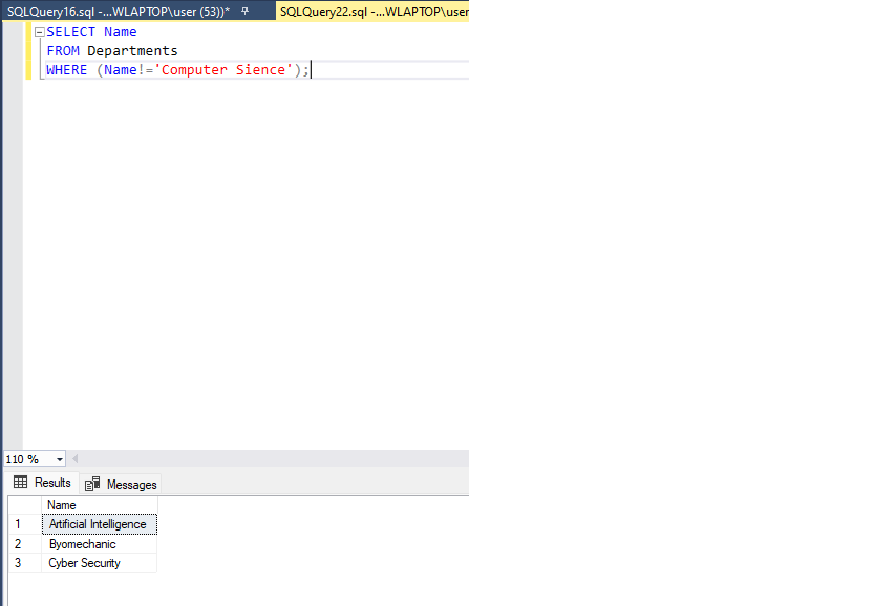 SQLQuery16.sql -...WLAPTOP\user (53))* SQLQuery22.sql -...WLAPTOP\user
SELECT Name
FROM Departments
WHERE (Name!='Computer Sience');
110 %
Results Messages
Name
1 Artificial Intelligence
2 Byomechanic
3 Cyber Security